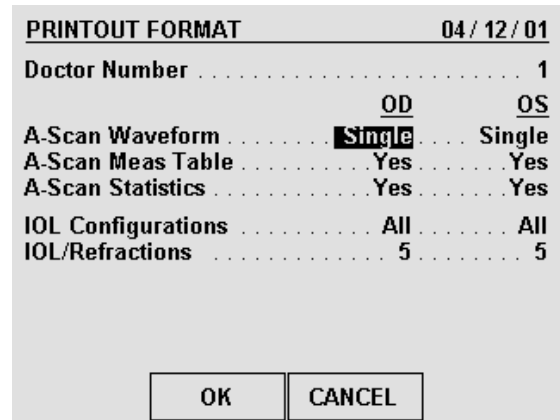 PRINTOUT FORMAT 04 / 12 / 01
Doctor Number . . . . . . . . . . . . . . . . . . . . . . . . . 1
OD OS
A-Scan Waveform . . . . . . . . Single . . . . Single
A-Scan Meas Table . . . . . . . . . . . Yes . . . . . . . Yes
A-Scan Statistics . . . . . . . . . . . . . Yes . . . . . . . Yes
IOL Configurations . . . . . . . . . . . . All . . . . . . . . All
IOL/Refractions . . . . . . . . . . . . . . 5 . . . . . . . . . 5
OK CANCEL